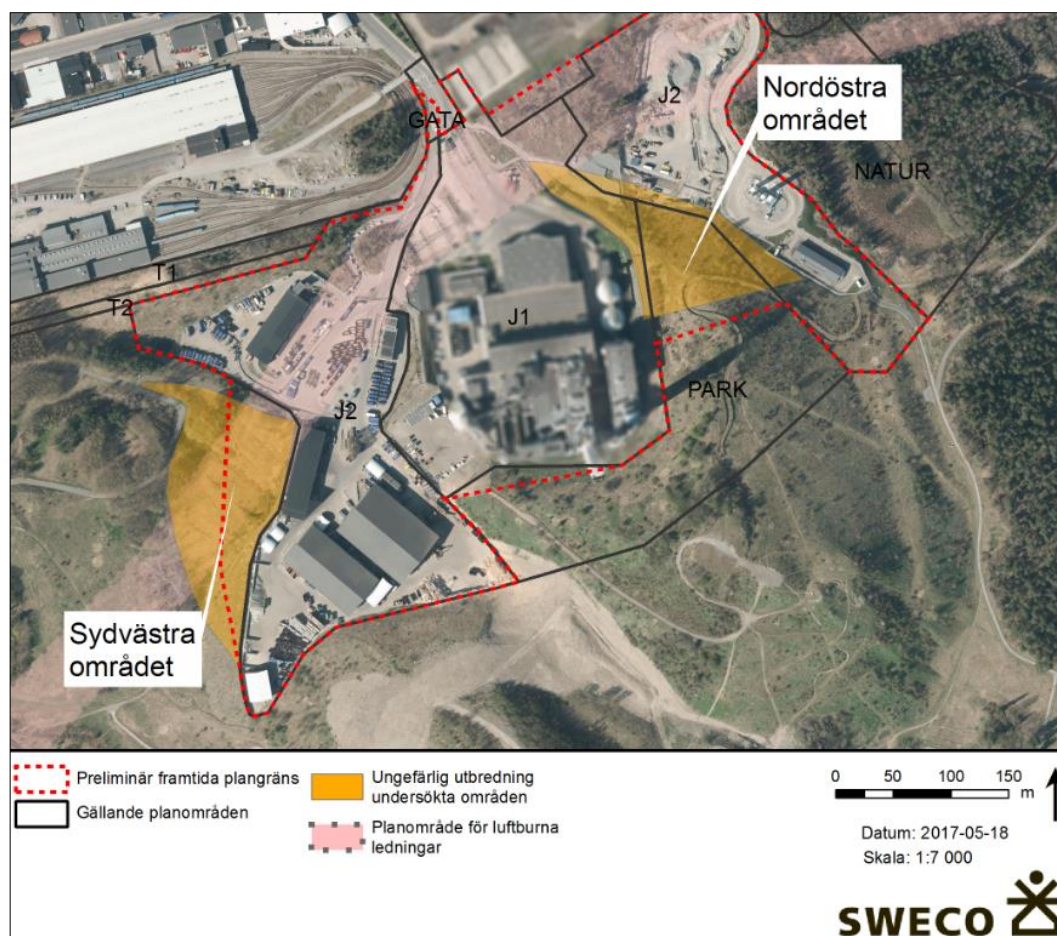 J2
Nordöstra
området
GATA
NATUR
T1
T2
J1
PARK
J2
Sydvästra
området
Preliminär framtida plangräns
Gällande planområden
Ungefärlig utbredning
undersökta områden
Planområde för luftburna
ledningar
0 50 100 150
m
Datum: 2017-05-18
Skala: 1:7 000
SWECO